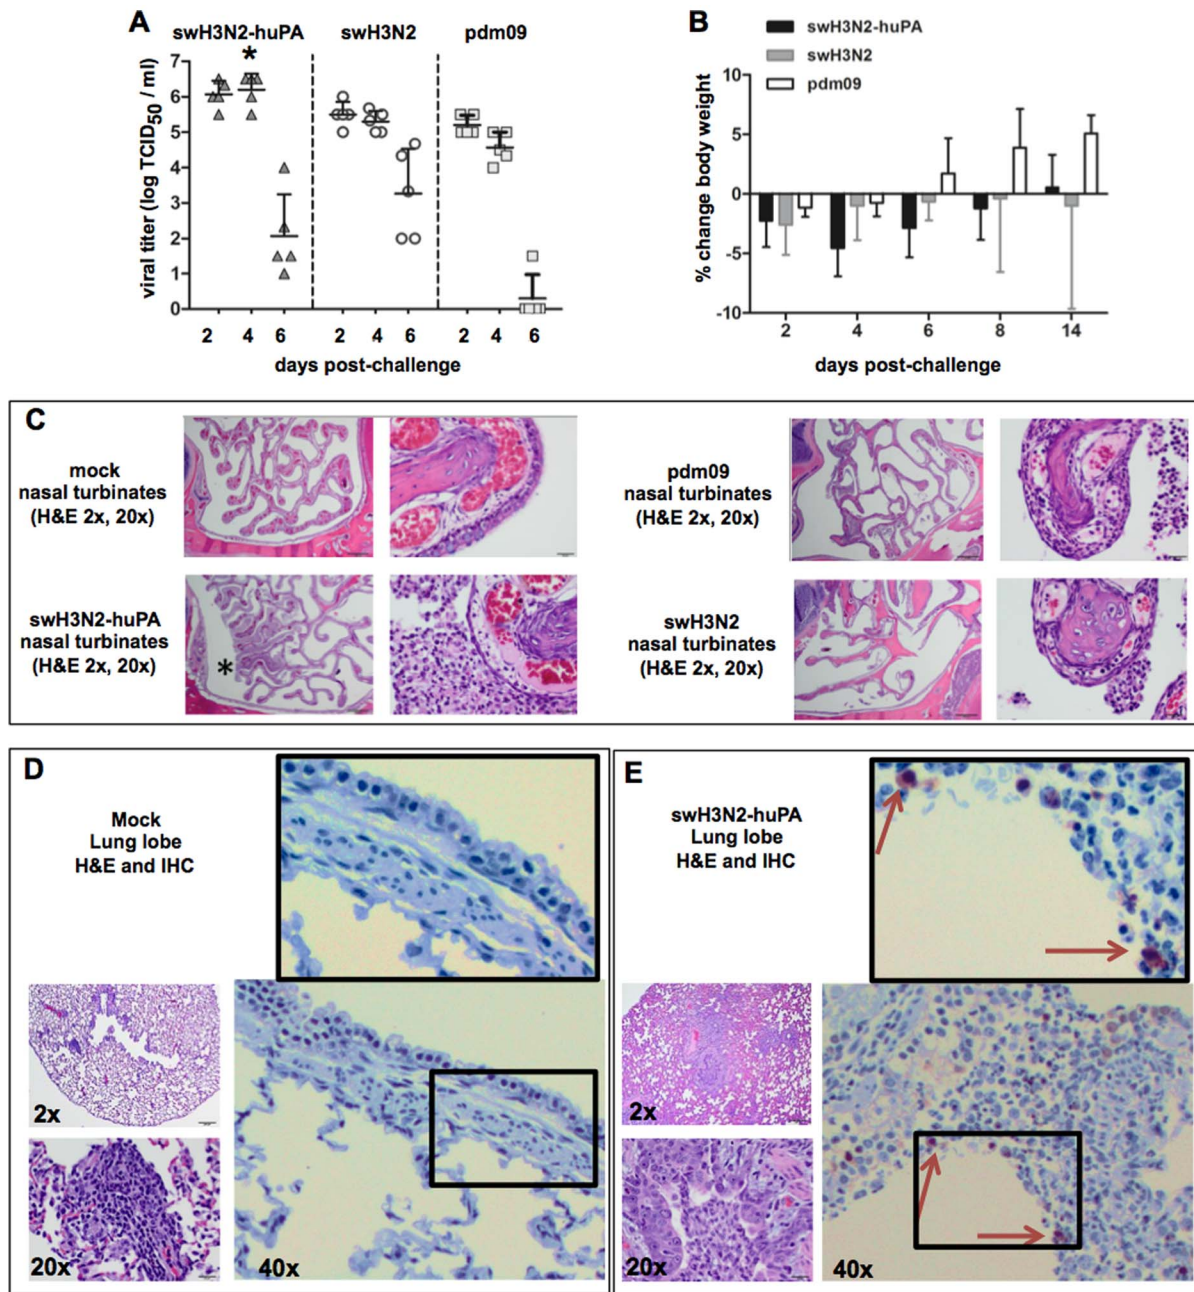 A
swH3N2-huPA
swH3N2
pdm09
*
viral titer (log TCID50 / ml)
7
6
5
4
3
2
1
0
2 4 6 2 4 6 2 4 6
days post-challenge
B
swH3N2-huPA
swH3N2
pdm09
% change body weight
10
5
0
-5
-10
2 4 6 8 14
days post-challenge
C
mock
nasal turbinates
(H&E 2x, 20x)
pdm09
nasal turbinates
(H&E 2x, 20x)
swH3N2-huPA
nasal turbinates
(H&E 2x, 20x)
*
swH3N2
nasal turbinates
(H&E 2x, 20x)
D
Mock
Lung lobe
H&E and IHC
2x
20x
40x
E
swH3N2-huPA
Lung lobe
H&E and IHC
2x
20x
40x